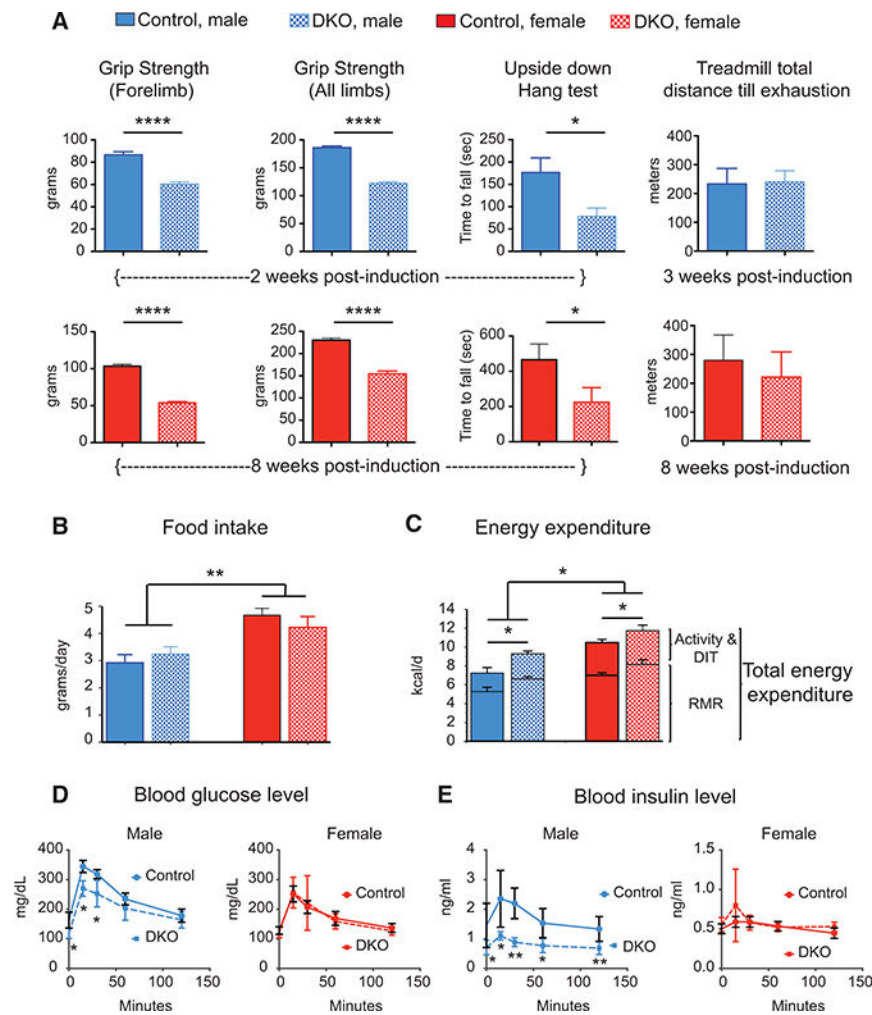 A
Control, male DKO, male Control, female DKO, female
Grip Strength
(Forelimb)
Grip Strength
(All limbs)
Upside down
Hang test
Treadmill total
distance till exhaustion
grams
100
80
60
40
20
0
****
grams
200
150
100
50
0
****
Time to fall (sec)
250
200
150
100
50
0
*
meters
400
300
200
100
0
{--------------------2 weeks post-induction -------------------- }
3 weeks post-induction
grams
150
100
50
0
****
grams
250
200
150
100
50
0
****
Time to fall (sec)
600
400
200
400
0
*
meters
400
300
200
100
0
{--------------------8 weeks post-induction -------------------- }
8 weeks post-induction
B Food intake
grams/day
5
4
3
2
1
0
**
C Energy expenditure
kcal/d
12
10
8
6
4
2
0
*
*
*
Activity &
DIT
RMR
Total energy
expenditure
D Blood glucose level
Male
mg/dL
400
300
200
100
0
Control
DKO
*
*
*
0 50 100 150
Minutes
Female
mg/dL
400
300
200
100
0
Control
DKO
0 50 100 150
Minutes
E Blood insulin level
Male
ng/ml
4
3
2
1
0
Control
DKO
* * ** * **
0 50 100 150
Minutes
Female
ng/ml
1.5
1.0
0.5
0.0
Control
DKO
0 50 100 150
Minutes